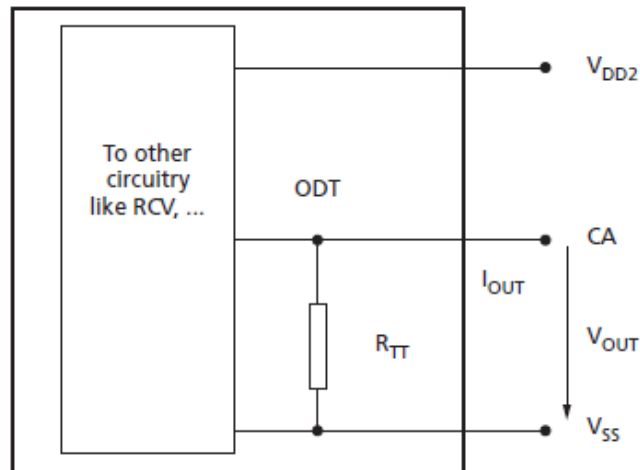 V_DD2
To other
circuitry
like RCV, ...
ODT
CA
I_OUT
R_TT
V_OUT
V_SS